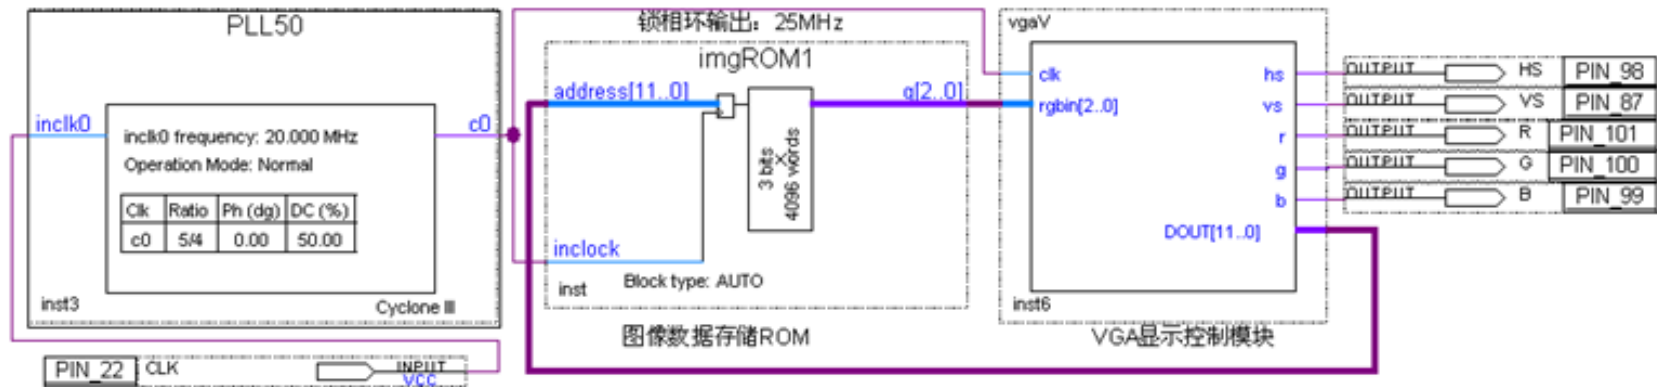 PLL50
inclk0
c0
inclk0 frequency: 20.000 MHz
Operation Mode: Normal
Clk Ratio Ph (dg) DC (%)
c0 5/4 0.00 50.00
inst3
Cyclone III
PIN_22 CLK INPUT
VCC
锁相环输出：25MHz
imgROM1
address[11..0]
q[2..0]
3 bits
×
4096 words
inclock
Block type: AUTO
inst
图像数据存储ROM
vgaV
clk
rgbin[2..0]
hs
vs
r
g
b
DOUT[11..0]
inst6
VGA显示控制模块
OUTPUT HS PIN_98
OUTPUT VS PIN_87
OUTPUT R PIN_101
OUTPUT G PIN_100
OUTPUT B PIN_99